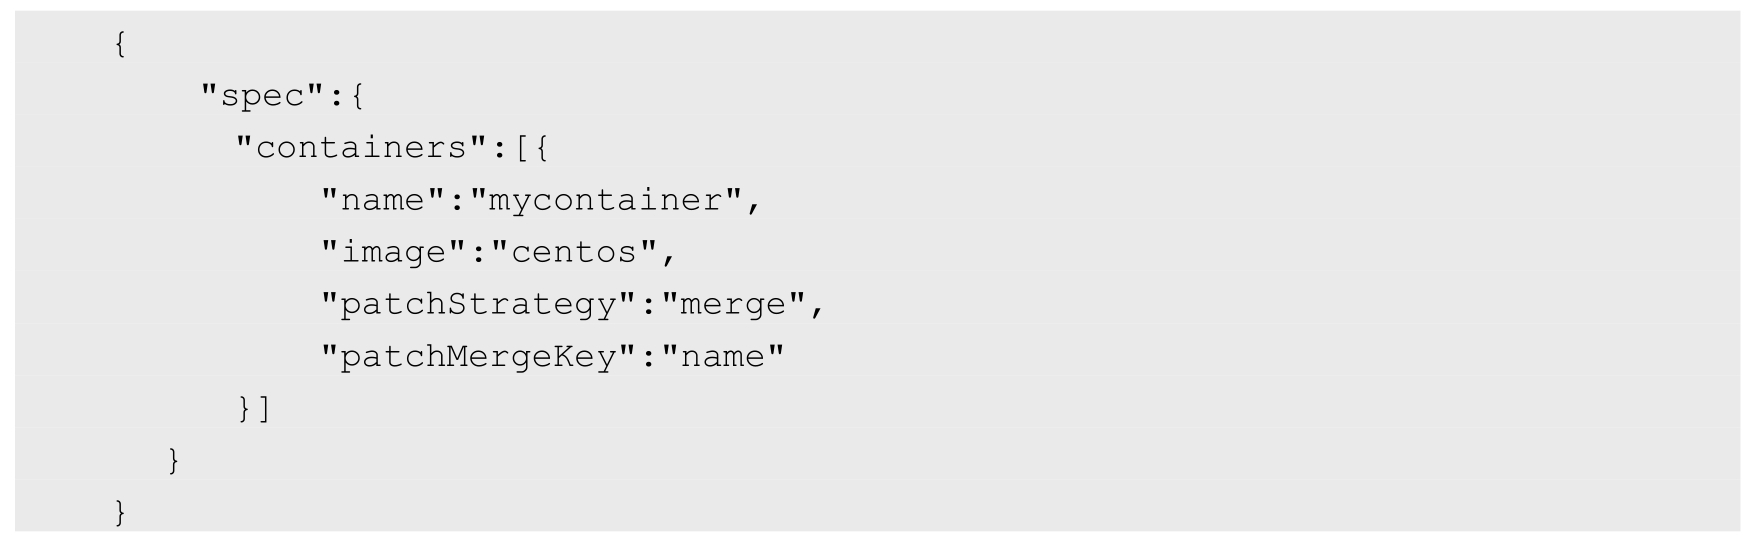 {
"spec":{
"containers":[{
"name":"mycontainer",
"image":"centos",
"patchStrategy":"merge",
"patchMergeKey":"name"
}]
}
}